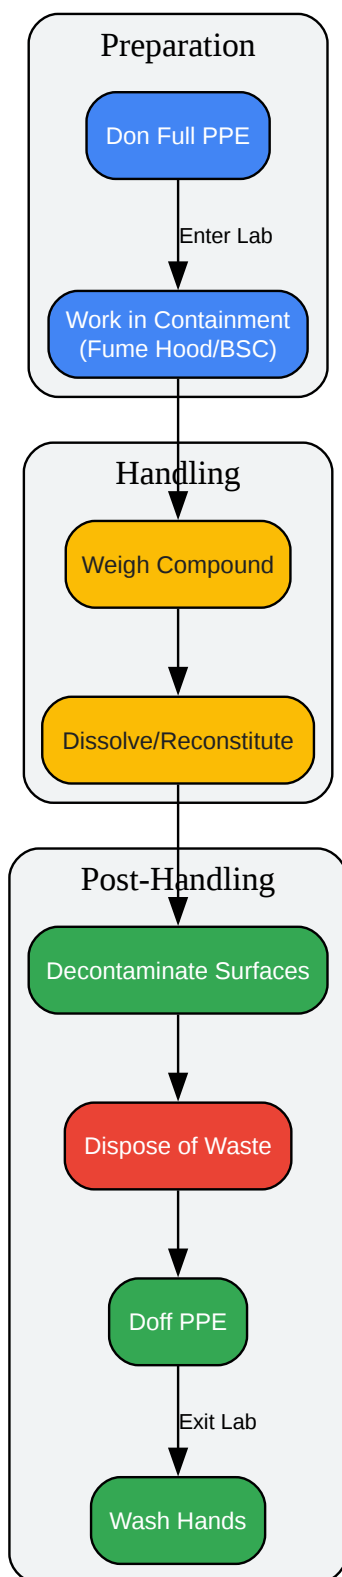 Preparation
Don Full PPE
Enter Lab
Work in Containment
(Fume Hood/BSC)
Handling
Weigh Compound
Dissolve/Reconstitute
Post-Handling
Decontaminate Surfaces
Dispose of Waste
Doff PPE
Exit Lab
Wash Hands